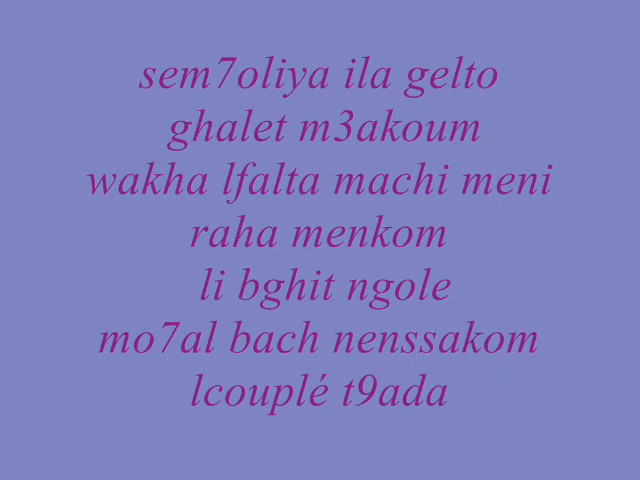 sem7oliya ila gelto
ghalet m3akoum
wakha lfalta machi meni
raha menkom
li bghit ngole
mo7al bach nenssakom
lcouplé t9ada